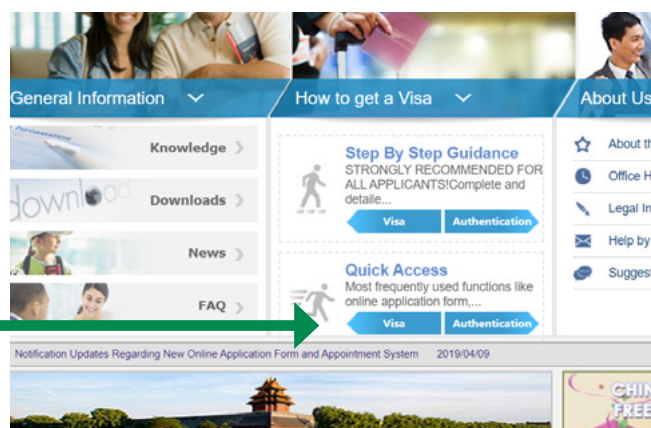 General Information
How to get a Visa
About Us
Knowledge
Downloads
News
FAQ
Step By Step Guidance
STRONGLY RECOMMENDED FOR
ALL APPLICANTS!Complete and
detaile...
Visa
Authentication
Quick Access
Most frequently used functions like
online application form,...
Visa
Authentication
About th
Office H
Legal In
Help by
Suggest
Notification Updates Regarding New Online Application Form and Appointment System 2019/04/09
CHIN
FREE